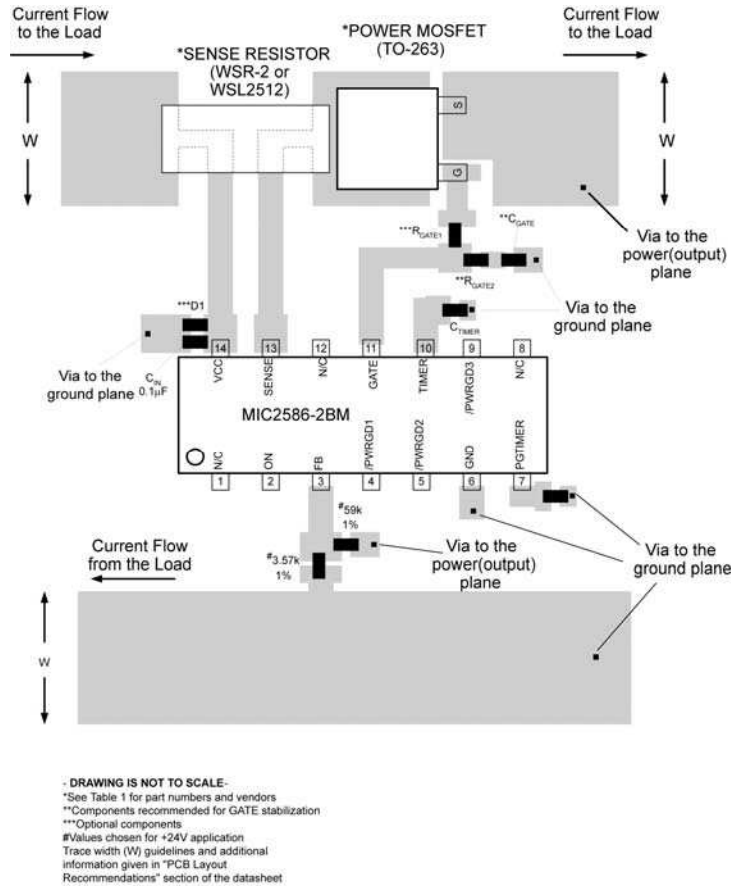 Current Flow
to the Load
*SENSE RESISTOR
(WSR-2 or
WSL2512)
*POWER MOSFET
(TO-263)
Current Flow
to the Load
W
S
G
W
***RGATE1
**CGATE
**RGATE2
Via to the
power(output)
plane
***D1
CTIMER
Via to the
ground plane
Via to the
ground plane
CIN
0.1µF
14
13
12
11
10
9
8
VCC
SENSE
N/C
GATE
TIMER
/PWRGD3
N/C
MIC2586-2BM
N/C
ON
FB
/PWRGD1
/PWRGD2
GND
PGTIMER
1
2
3
4
5
6
7
#59k
1%
#3.57k
1%
Via to the
power(output)
plane
Via to the
ground plane
Current Flow
from the Load
W
- DRAWING IS NOT TO SCALE-
*See Table 1 for part numbers and vendors
**Components recommended for GATE stabilization
***Optional components
#Values chosen for +24V application
Trace width (W) guidelines and additional
information given in "PCB Layout
Recommendations" section of the datasheet